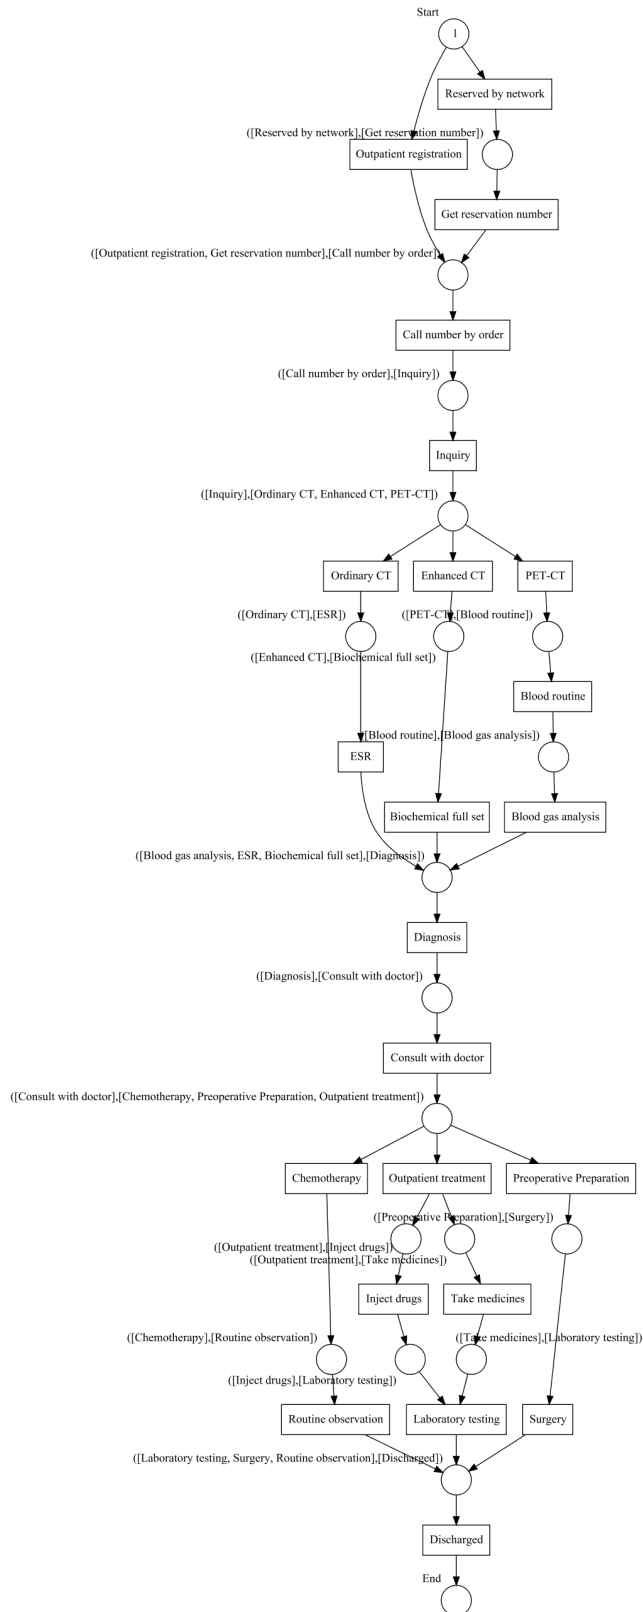 Start
1
Reserved by network
([Reserved by network],[Get reservation number])
Outpatient registration
Get reservation number
([Outpatient registration, Get reservation number],[Call number by order])
Call number by order
([Call number by order],[Inquiry])
Inquiry
([Inquiry],[Ordinary CT, Enhanced CT, PET-CT])
Ordinary CT
Enhanced CT
PET-CT
([Ordinary CT],[ESR])
([PET-CT],[Blood routine])
([Enhanced CT],[Biochemical full set])
Blood routine
([Blood routine],[Blood gas analysis])
ESR
Biochemical full set
Blood gas analysis
([Blood gas analysis, ESR, Biochemical full set],[Diagnosis])
Diagnosis
([Diagnosis],[Consult with doctor])
Consult with doctor
([Consult with doctor],[Chemotherapy, Preoperative Preparation, Outpatient treatment])
Chemotherapy
Outpatient treatment
Preoperative Preparation
([Preoperative Preparation],[Surgery])
([Outpatient treatment],[Inject drugs])
([Outpatient treatment],[Take medicines])
Inject drugs
Take medicines
([Chemotherapy],[Routine observation])
([Take medicines],[Laboratory testing])
([Inject drugs],[Laboratory testing])
Routine observation
Laboratory testing
Surgery
([Laboratory testing, Surgery, Routine observation],[Discharged])
Discharged
End